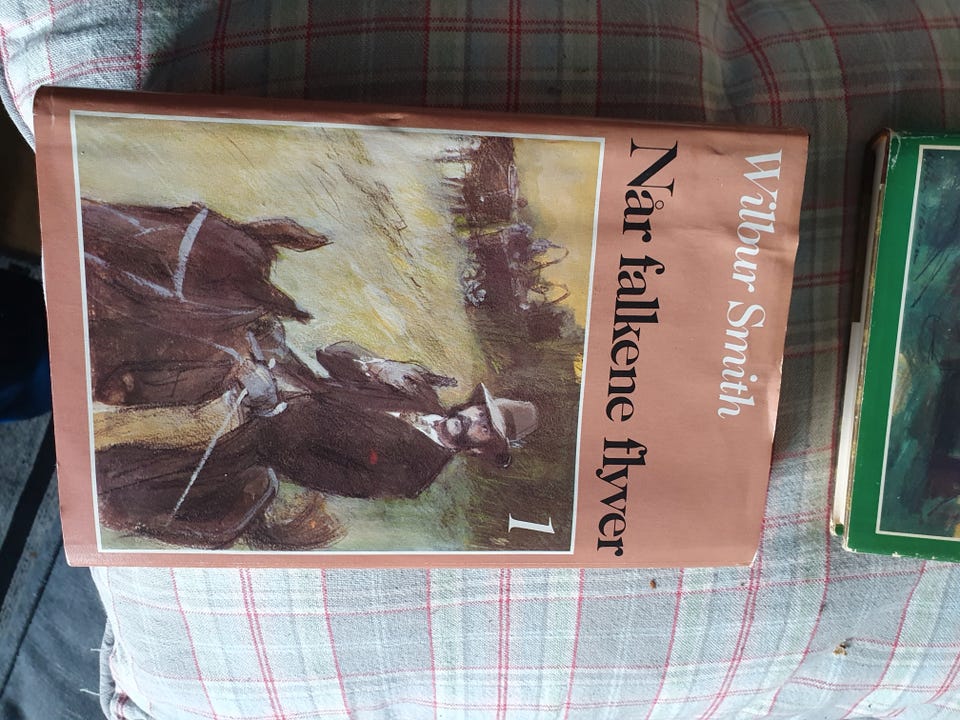 Wilbur Smith
Når falkene flyver
1